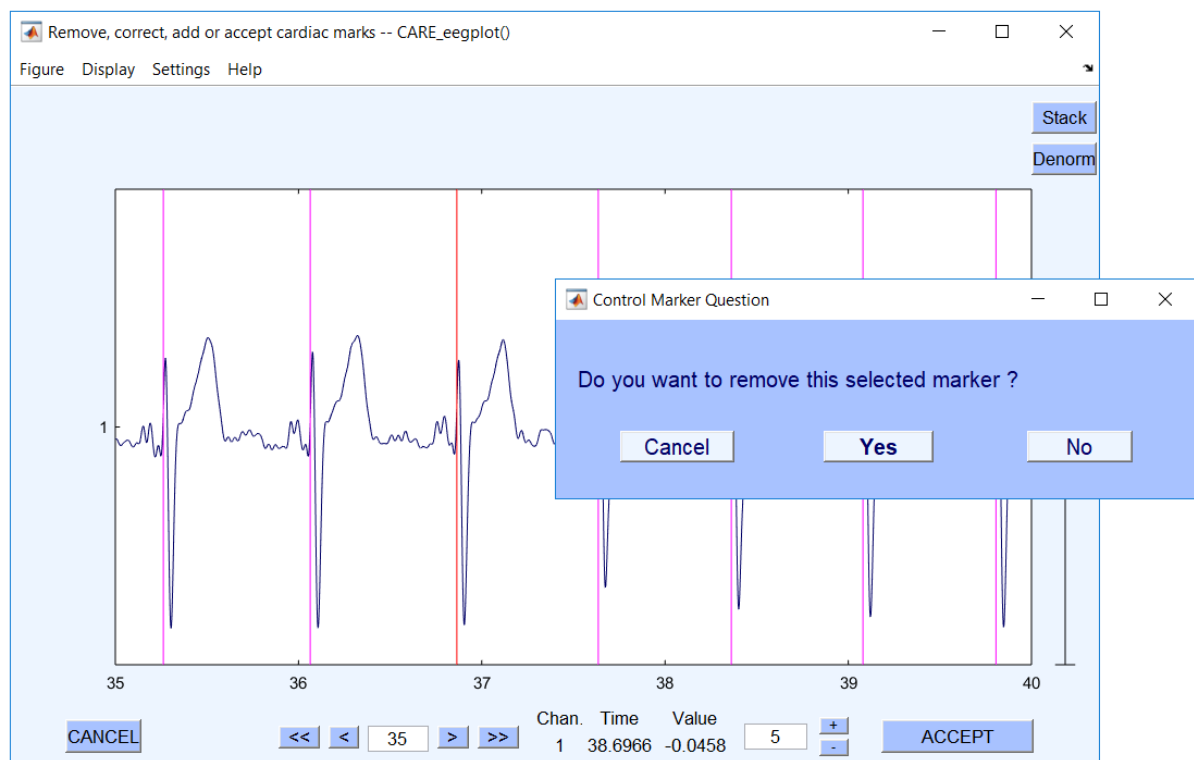 Remove, correct, add or accept cardiac marks -- CARE_eegplot()
Figure Display Settings Help
Stack
Denorm
Control Marker Question
Do you want to remove this selected marker ?
Cancel Yes No
1
35 36 37 38 39 40
CANCEL << < 35 > >> Chan. Time Value 5 + - ACCEPT
1 38.6966 -0.0458